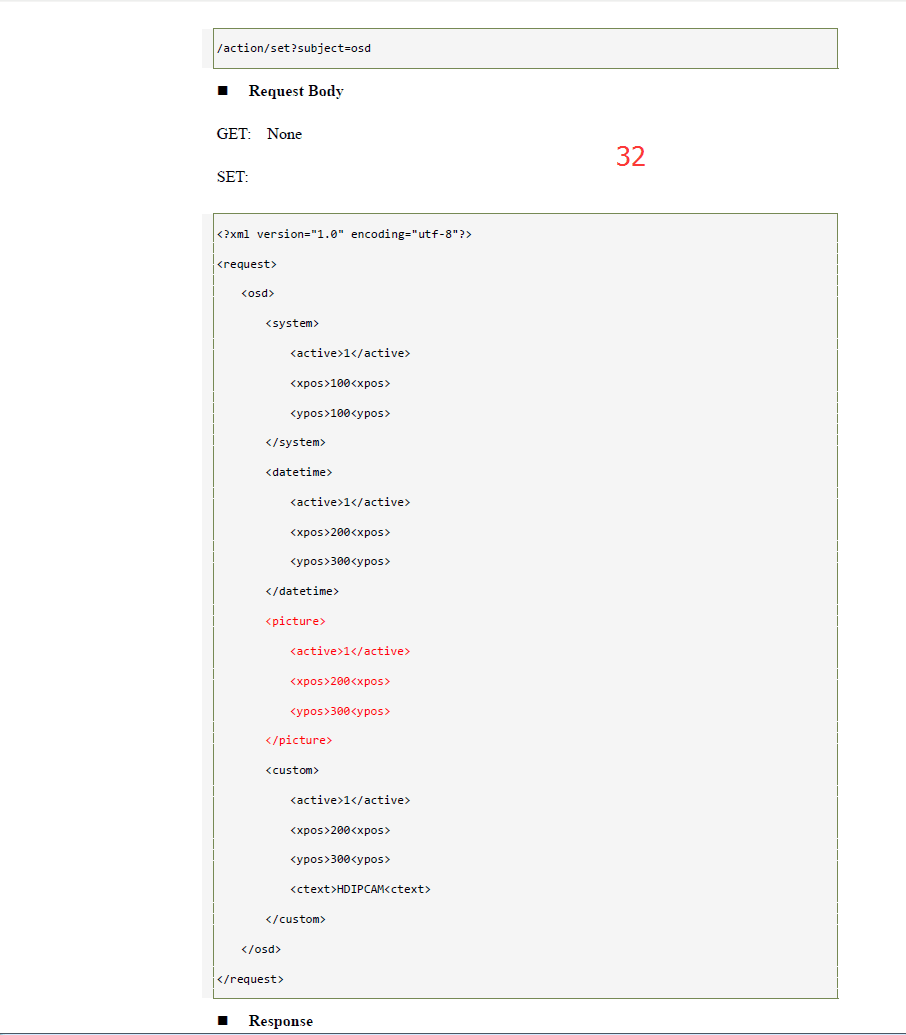 /action/set?subject=osd
■ Request Body
GET: None
32
SET:
<?xml version="1.0" encoding="utf-8"?>
<request>
<osd>
<system>
<active>1</active>
<xpos>100<xpos>
<ypos>100<ypos>
</system>
<datetime>
<active>1</active>
<xpos>200<xpos>
<ypos>300<ypos>
</datetime>
<picture>
<active>1</active>
<xpos>200<xpos>
<ypos>300<ypos>
</picture>
<custom>
<active>1</active>
<xpos>200<xpos>
<ypos>300<ypos>
<ctext>HDIPCAM<ctext>
</custom>
</osd>
</request>
■ Response